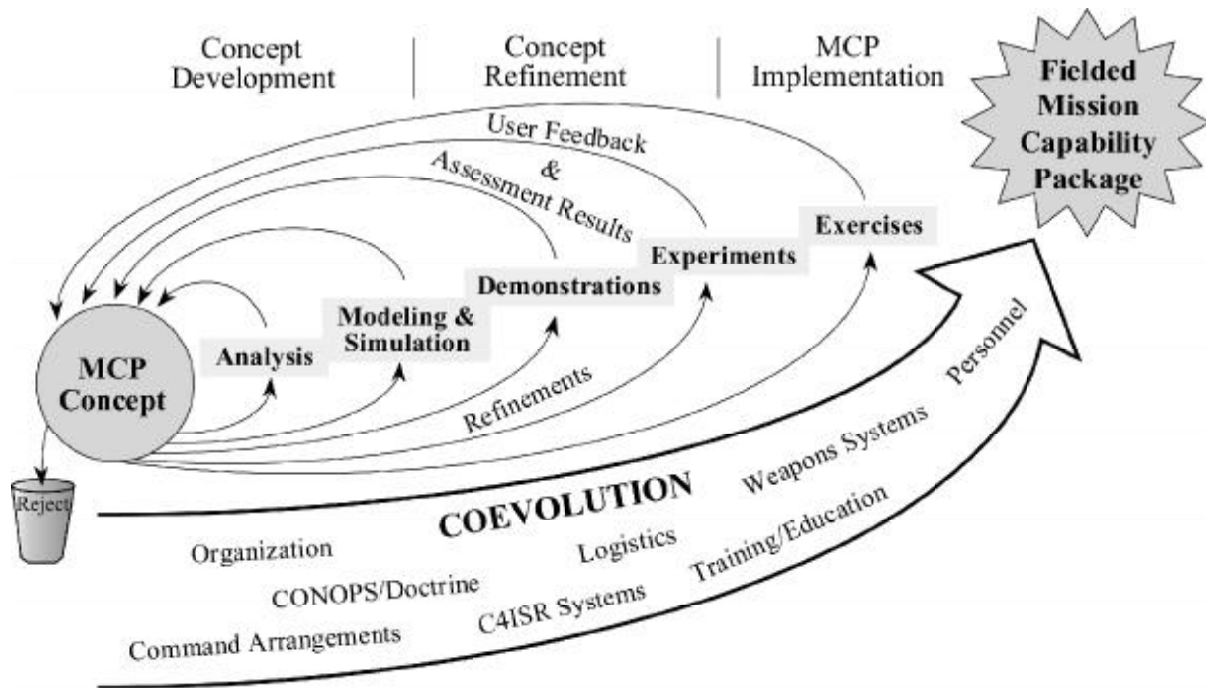 Concept
Development
Concept
Refinement
MCP
Implementation
Fielded
Mission
Capability
Package
User Feedback
&
Assessment Results
Exercises
Experiments
Demonstrations
Modeling &
Simulation
Analysis
MCP
Concept
Refinements
Reject
COEVOLUTION
Personnel
Weapons Systems
Organization
Logistics
Training/Education
CONOPS/Doctrine
C4ISR Systems
Command Arrangements